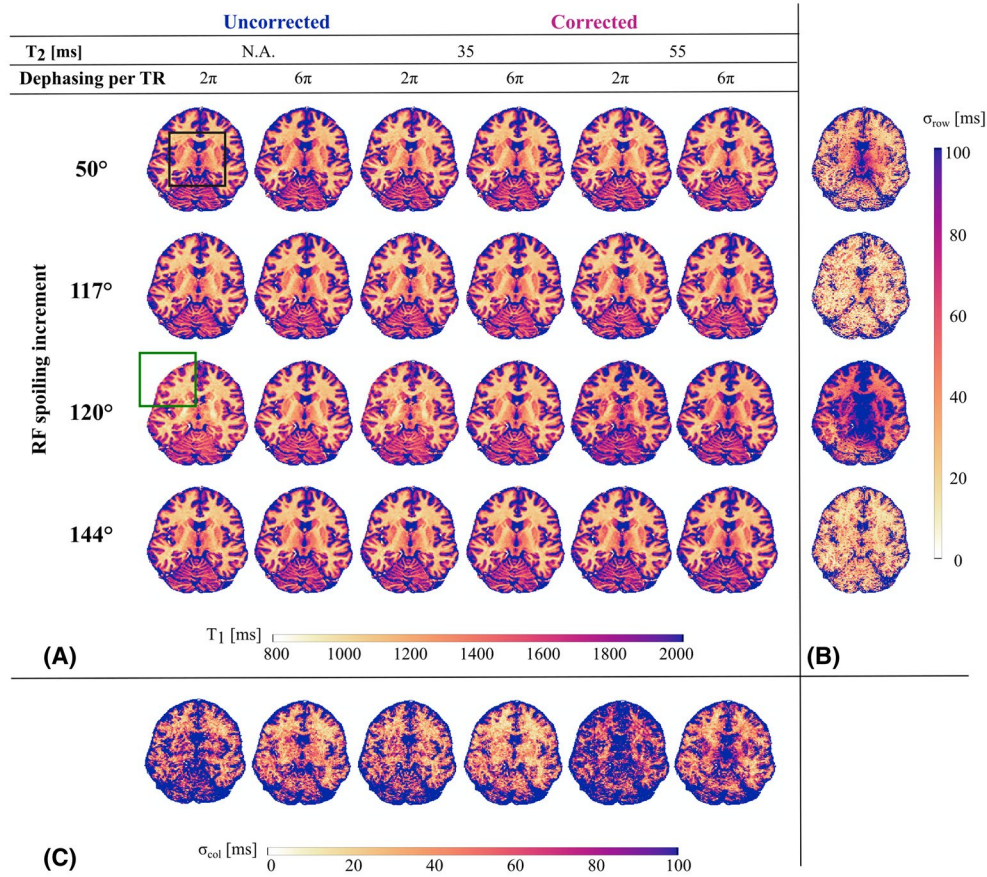 Uncorrected Corrected
T2 [ms] N.A. 35 55
Dephasing per TR 2π 6π 2π 6π 2π 6π
RF spoiling increment
50°
117°
120°
144°
σrow [ms]
100
80
60
40
20
0
T1 [ms]
800 1000 1200 1400 1600 1800 2000
(A)
(B)
σcol [ms]
0 20 40 60 80 100
(C)